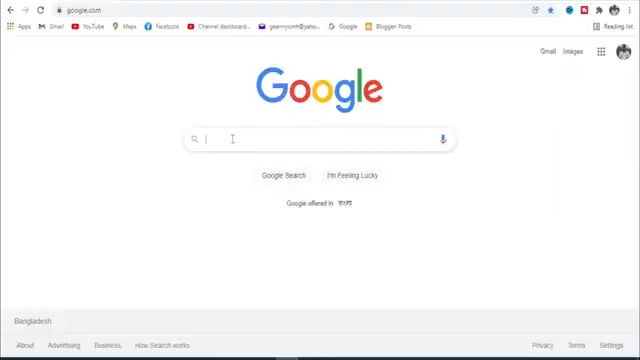 google.com
Apps Gmail YouTube Maps Facebook Channel dashboard... gearmycmh@yaho... Google Blogger Posts Reading list
Gmail Images
Google
Google Search I'm Feeling Lucky
Google offered in: বাংলা
Bangladesh
About Advertising Business How Search works Privacy Terms Settings